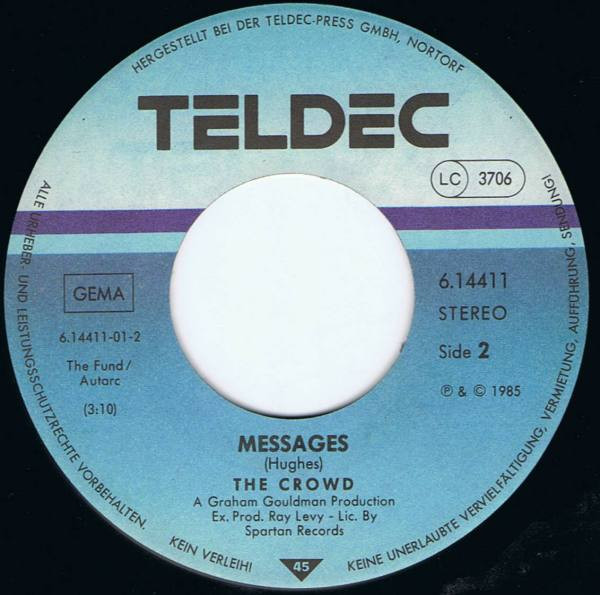 HERGESTELLT BEI DER TELDEC-PRESS GMBH, NORTORF
TELDEC
LC 3706
GEMA
6.14411-01-2
The Fund/
Autarc
(3:10)
6.14411
STEREO
Side 2
℗ & © 1985
MESSAGES
(Hughes)
THE CROWD
A Graham Gouldman Production
Ex. Prod. Ray Levy - Lic. By
Spartan Records
45
ALLE URHEBER- UND LEISTUNGSSCHUTZRECHTE VORBEHALTEN.
KEIN VERLEIH!
KEINE UNERLAUBTE VERVIELFÄLTIGUNG, VERMIETUNG, AUFFÜHRUNG, SENDUNG!